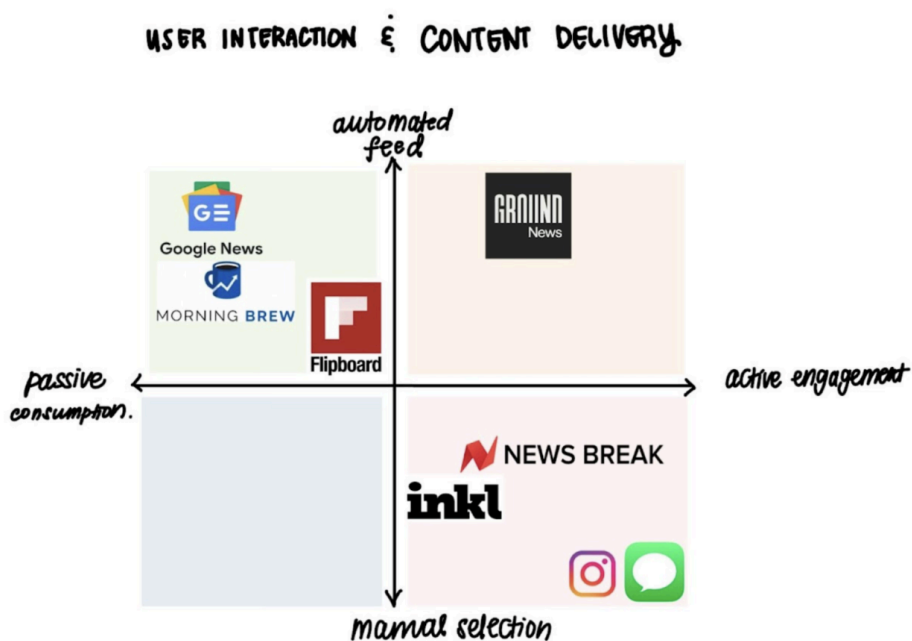 USER INTERACTION & CONTENT DELIVERY
automated
feed
GE
Google News
MORNING BREW
Flipboard
GROUND
News
passive
consumption.
active engagement
NEWS BREAK
inkl
manual selection